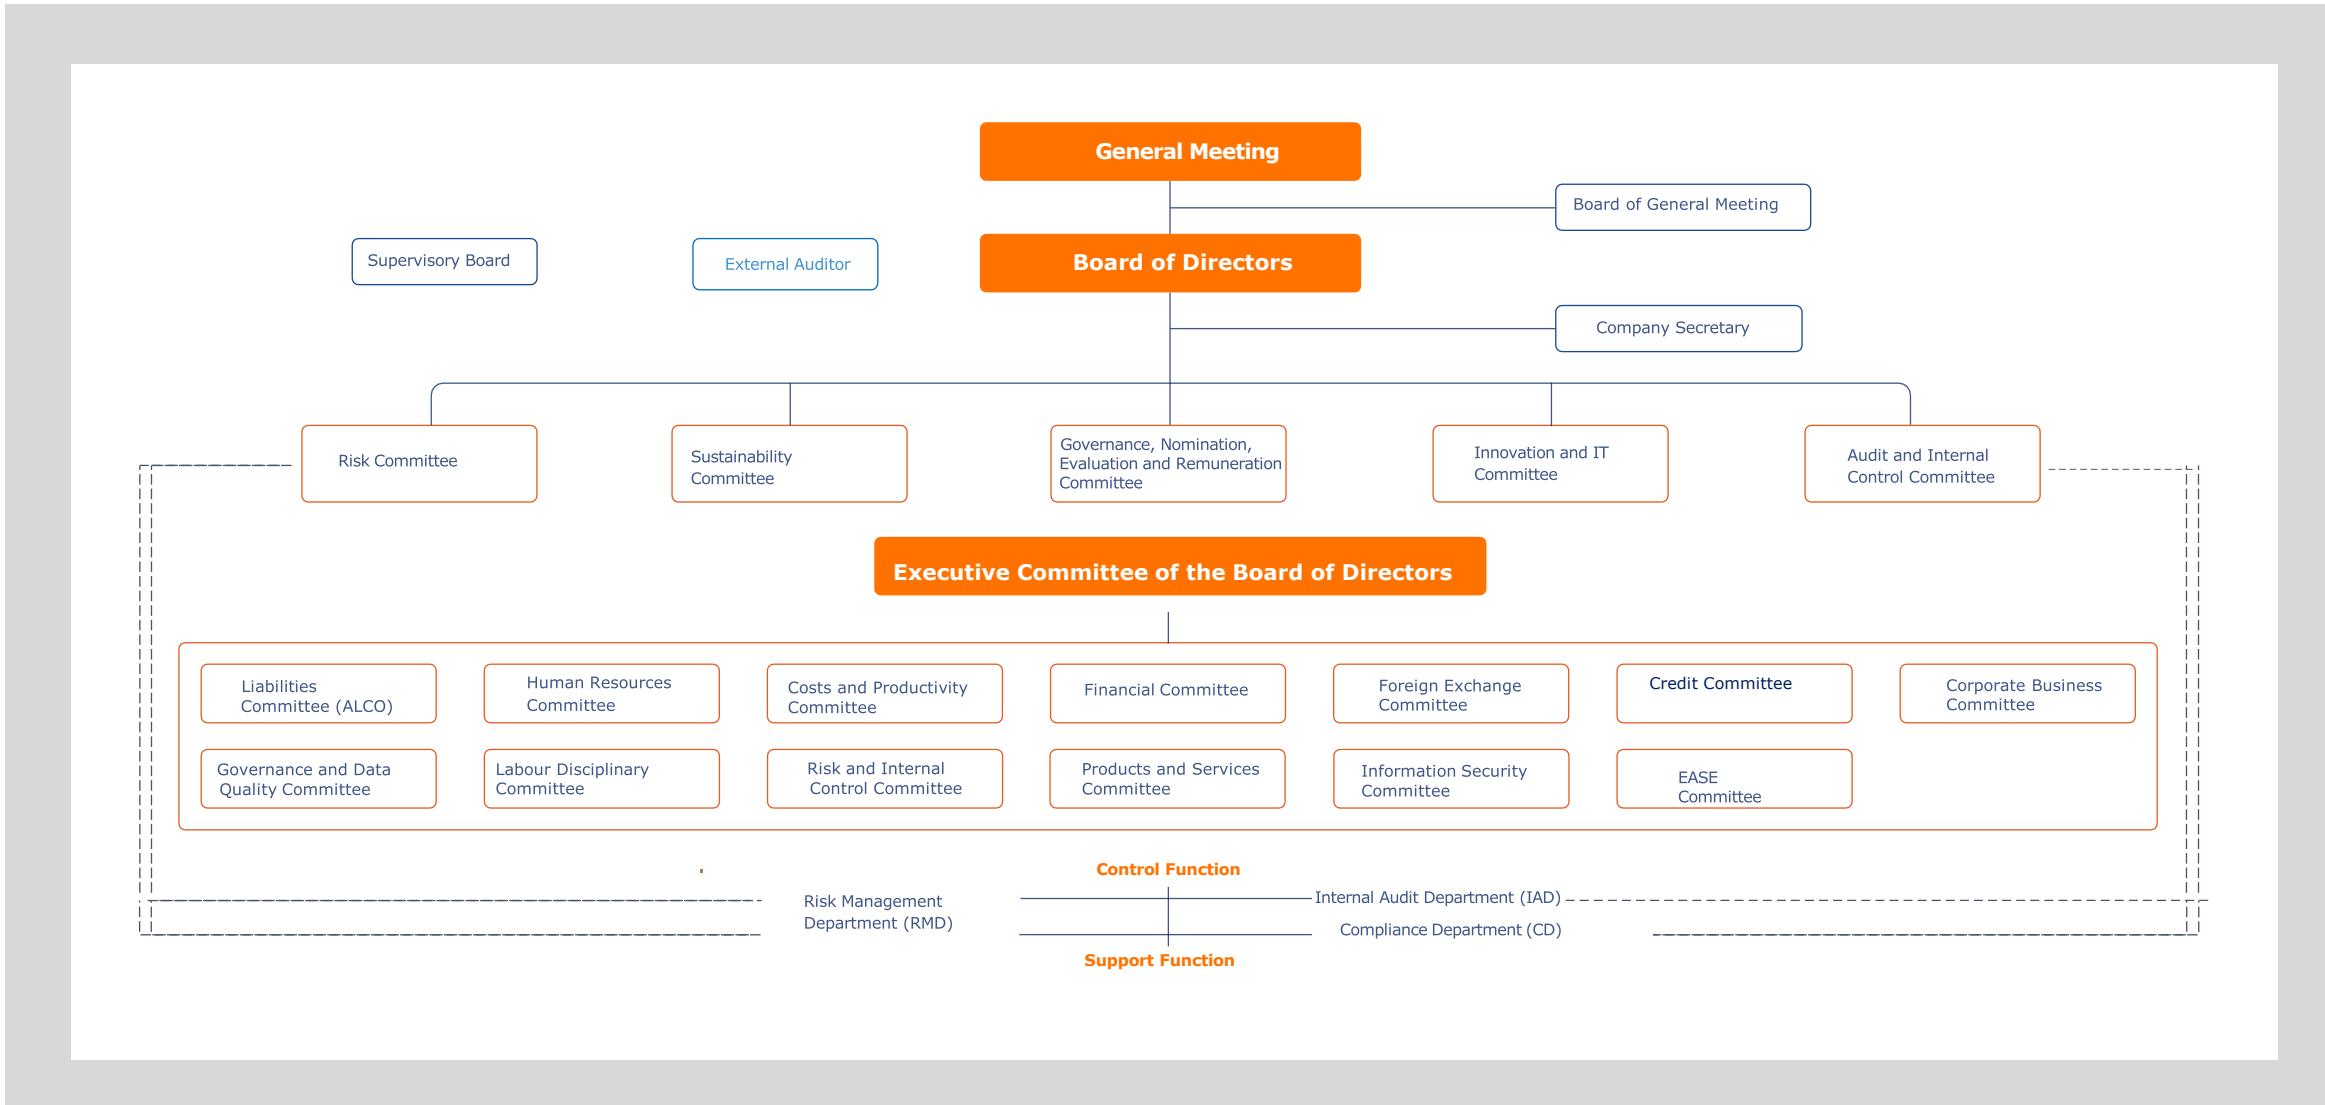 General Meeting
Board of General Meeting
Supervisory Board
External Auditor
Board of Directors
Company Secretary
Risk Committee
Sustainability
Committee
Governance, Nomination,
Evaluation and Remuneration
Committee
Innovation and IT
Committee
Audit and Internal
Control Committee
Executive Committee of the Board of Directors
Liabilities
Committee (ALCO)
Human Resources
Committee
Costs and Productivity
Committee
Financial Committee
Foreign Exchange
Committee
Credit Committee
Corporate Business
Committee
Governance and Data
Quality Committee
Labour Disciplinary
Committee
Risk and Internal
Control Committee
Products and Services
Committee
Information Security
Committee
EASE
Committee
Control Function
Risk Management
Department (RMD)
Internal Audit Department (IAD)
Compliance Department (CD)
Support Function